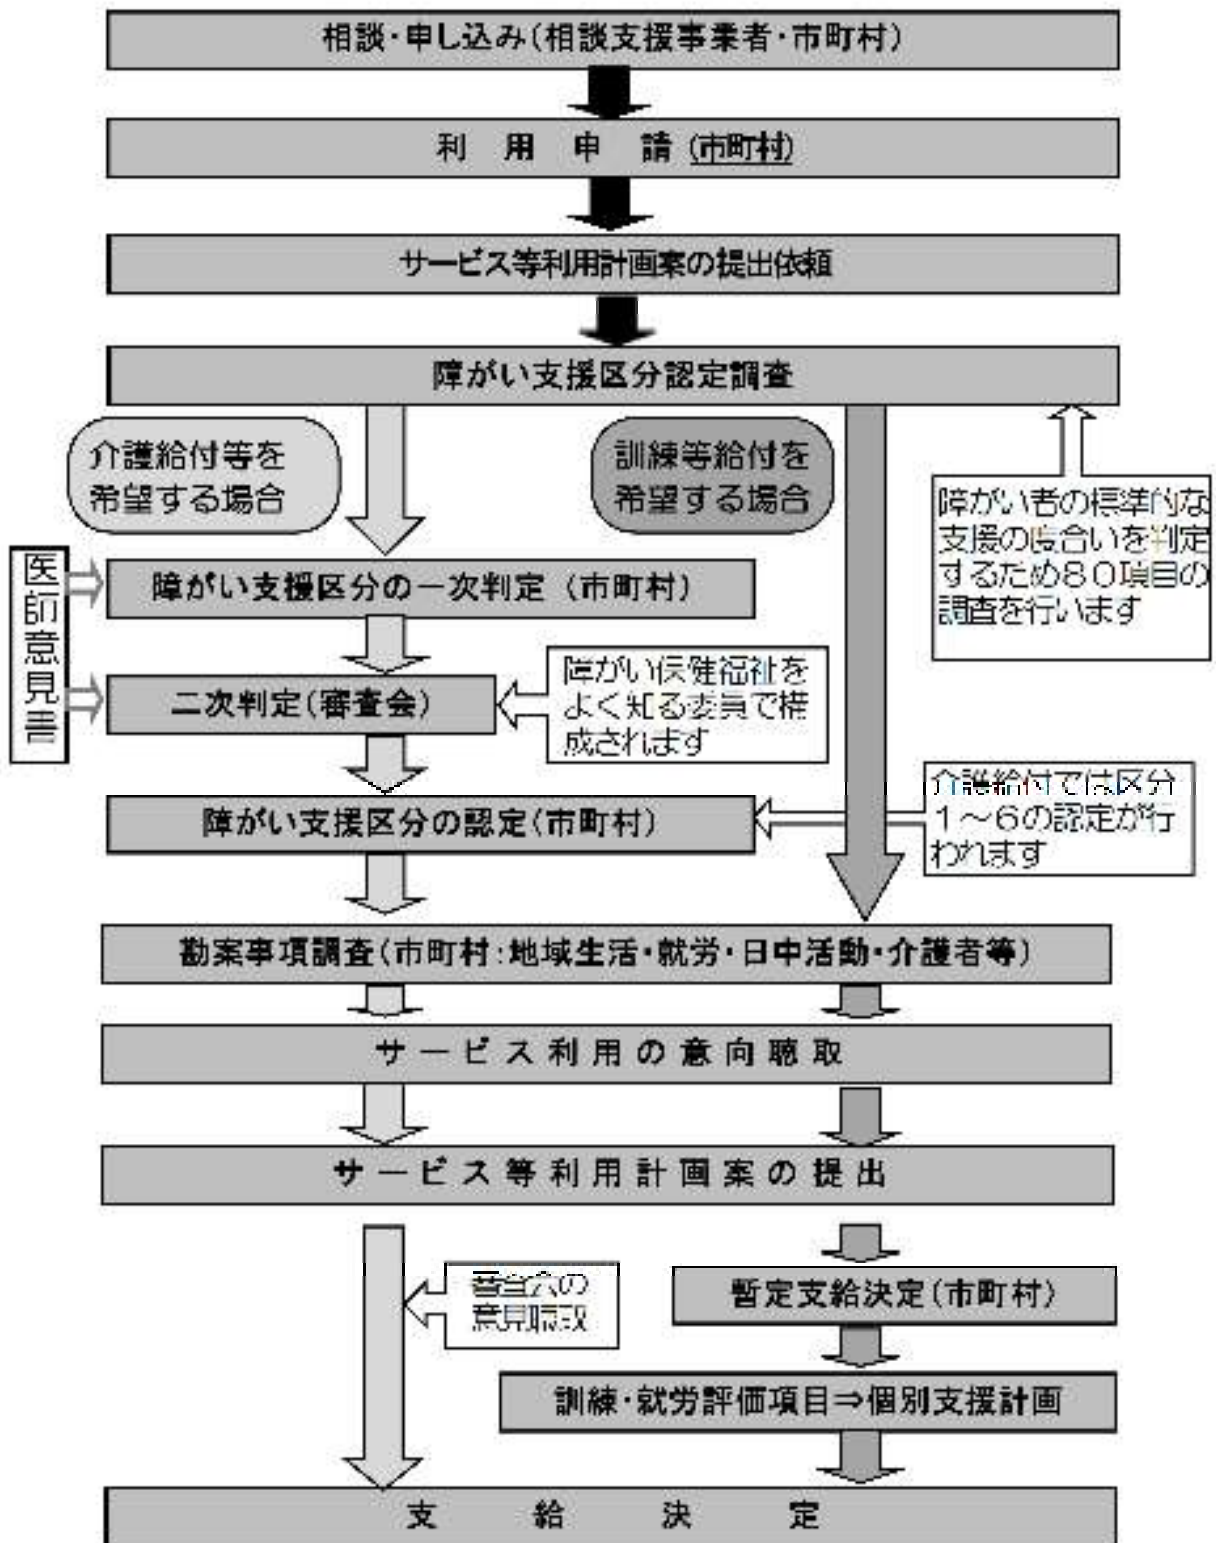 相談・申し込み(相談支援事業者・市町村)
利用申請(市町村)
サービス等利用計画案の提出依頼
障がい支援区分認定調査
介護給付等を
希望する場合
訓練等給付を
希望する場合
障がい者の標準的な
支援の度合いを判定
するため80項目の
調査を行います
医師意見書
障がい支援区分の一次判定(市町村)
二次判定(審査会)
障がい保健福祉を
よく知る委員で構
成されます
障がい支援区分の認定(市町村)
介護給付では区分
1~6の認定が行
われます
勘案事項調査(市町村:地域生活・就労・日中活動・介護者等)
サービス利用の意向聴取
サービス等利用計画案の提出
審査会の
意見聴取
暫定支給決定(市町村)
訓練・就労評価項目⇒個別支援計画
支給決定